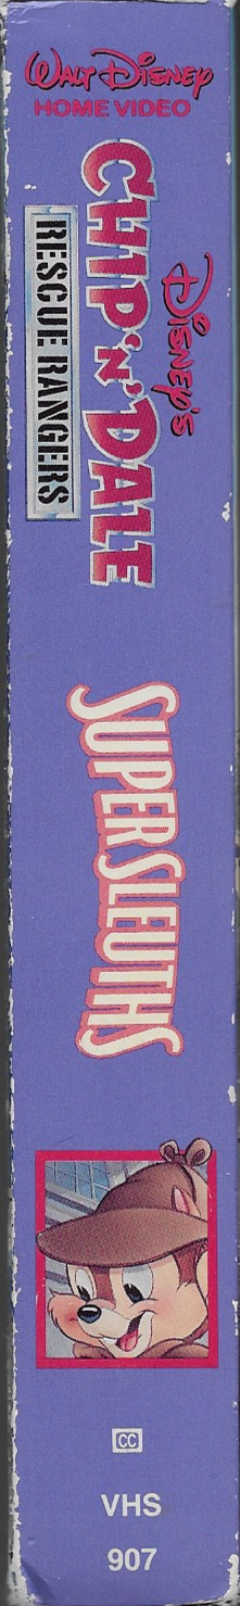 WALT DISNEY
HOME VIDEO
DISNEY'S
CHIP 'N' DALE
RESCUE RANGERS
SUPER SLEUTHS
CC
VHS
907